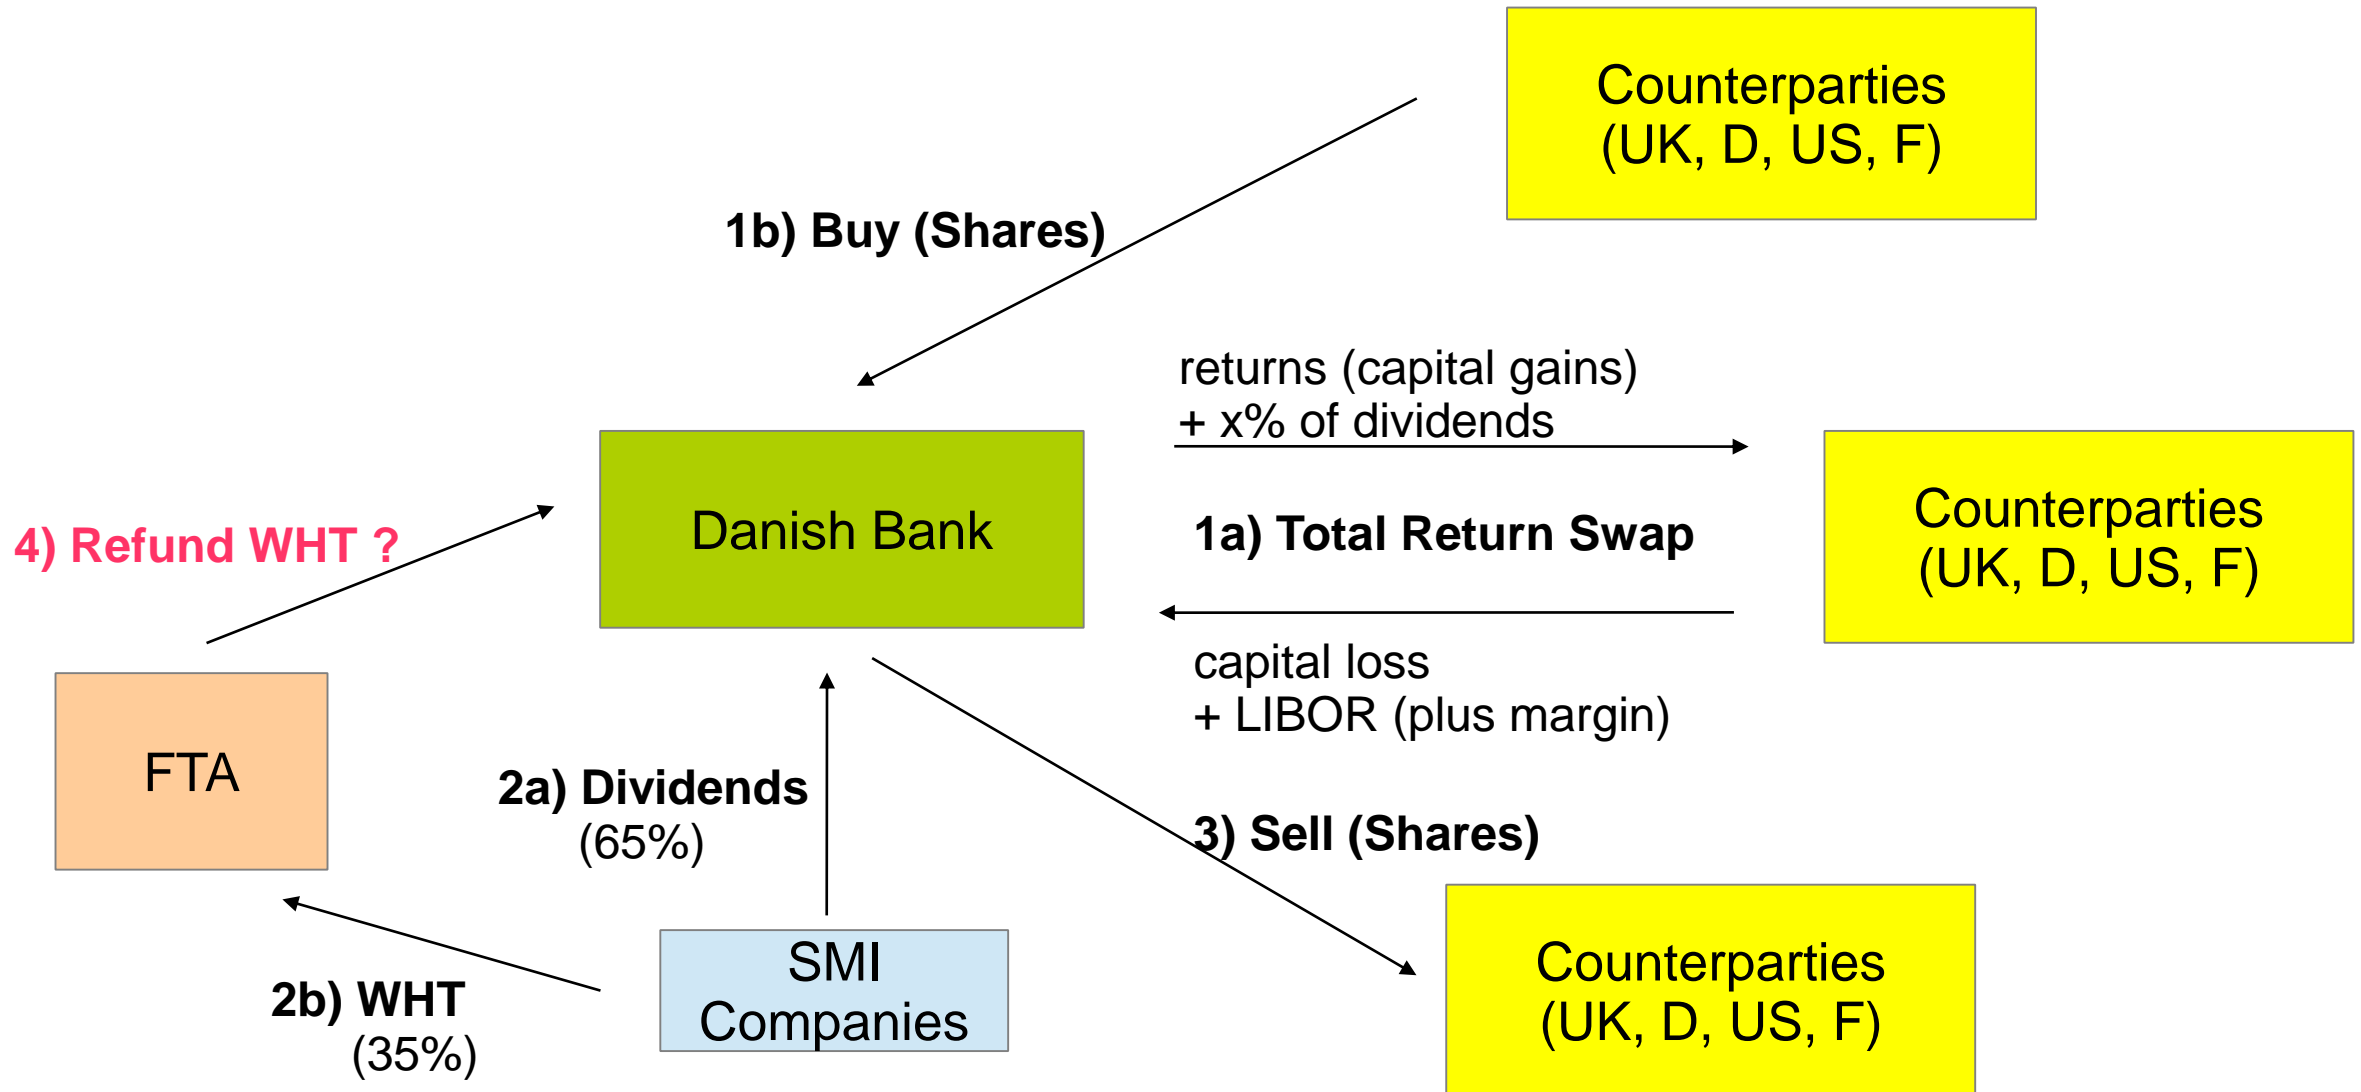 Counterparties
(UK, D, US, F)
1b) Buy (Shares)
returns (capital gains)
+ x% of dividends
Danish Bank
1a) Total Return Swap
Counterparties
(UK, D, US, F)
4) Refund WHT ?
capital loss
+ LIBOR (plus margin)
FTA
2a) Dividends
(65%)
3) Sell (Shares)
2b) WHT
(35%)
SMI
Companies
Counterparties
(UK, D, US, F)